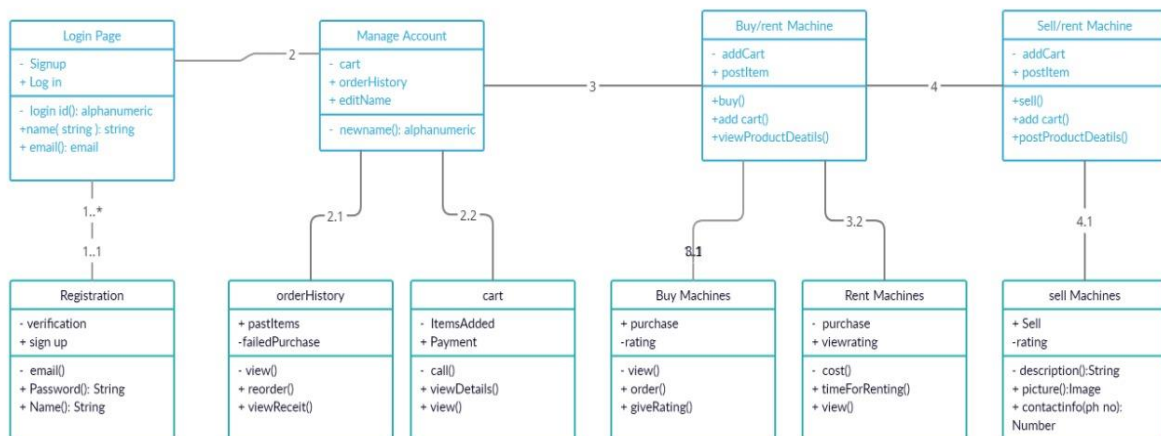 Login Page
- Signup
+ Log in
- login id(): alphanumeric
+name( string ): string
+ email(): email
2
Manage Account
- cart
+ orderHistory
+ editName
- newname(): alphanumeric
3
Buy/rent Machine
- addCart
+ postItem
+buy()
+add cart()
+viewProductDeatils()
4
Sell/rent Machine
- addCart
+ postItem
+sell()
+add cart()
+postProductDeatils()
1..*
1..1
2.1
2.2
3.2
4.1
Registration
- verification
+ sign up
- email()
+ Password(): String
+ Name(): String
orderHistory
+ pastItems
-failedPurchase
- view()
+ reorder()
+ viewReceit()
cart
- ItemsAdded
+ Payment
- call()
+ viewDetails()
+ view()
Buy Machines
+ purchase
-rating
- view()
+ order()
+ giveRating()
Rent Machines
- purchase
+ viewrating
- cost()
+ timeForRenting()
+ view()
sell Machines
+ Sell
-rating
- description():String
+ picture():Image
+ contactinfo(ph no):
Number